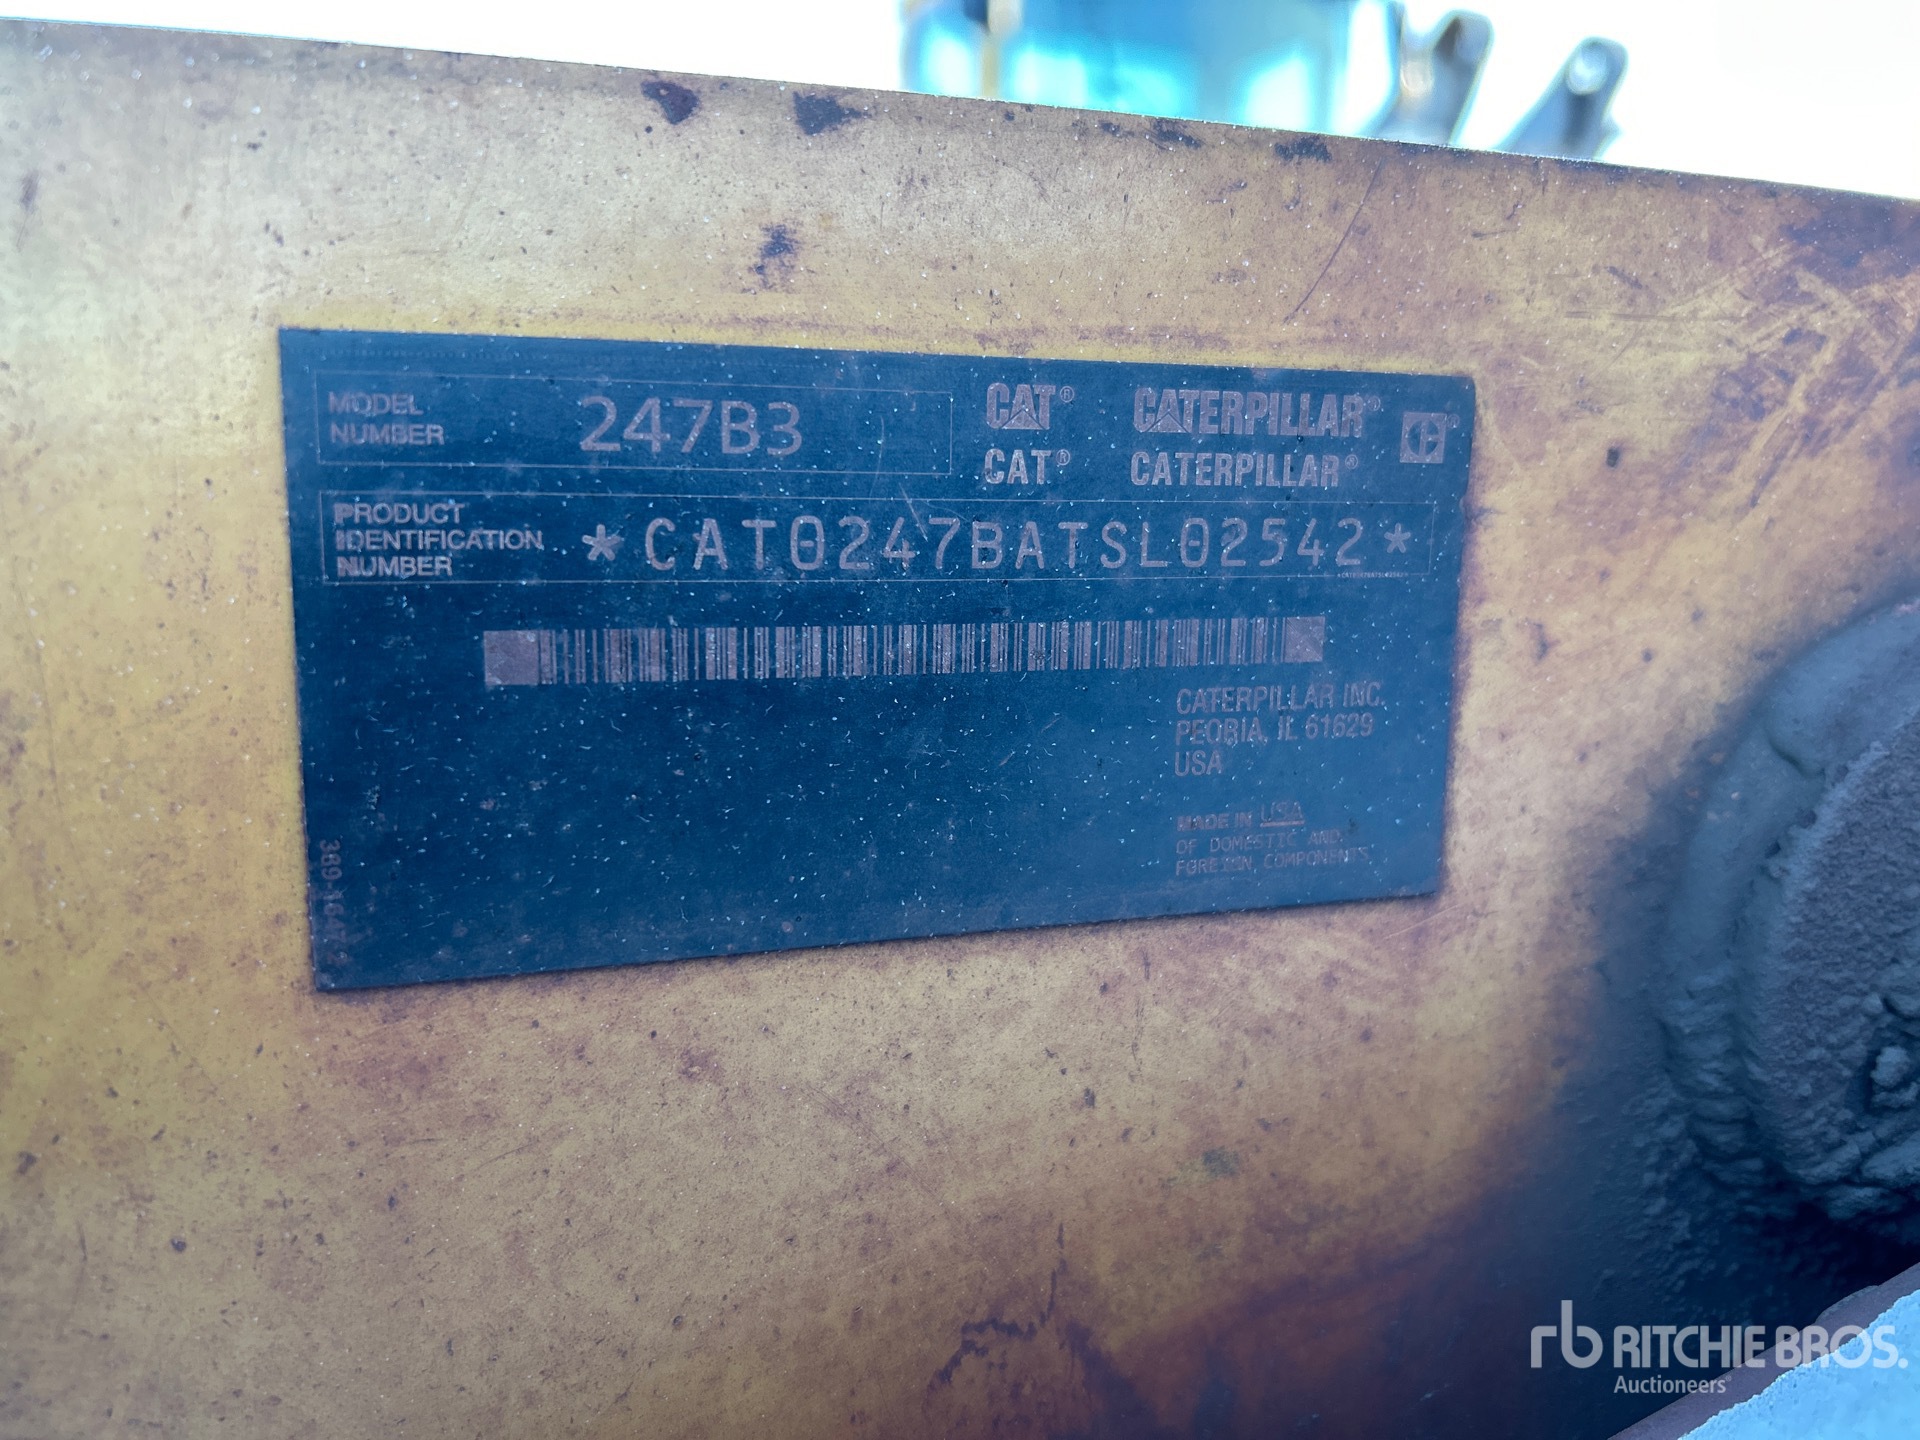 MODEL
NUMBER
247B3
CAT® CATERPILLAR®
CAT® CATERPILLAR®
PRODUCT
IDENTIFICATION
NUMBER
*CAT0247BATSL02542*
CATERPILLAR INC.
PEORIA, IL 61629
USA
MADE IN USA
OF DOMESTIC AND
FOREIGN COMPONENTS
rb RITCHIE BROS.
Auctioneers